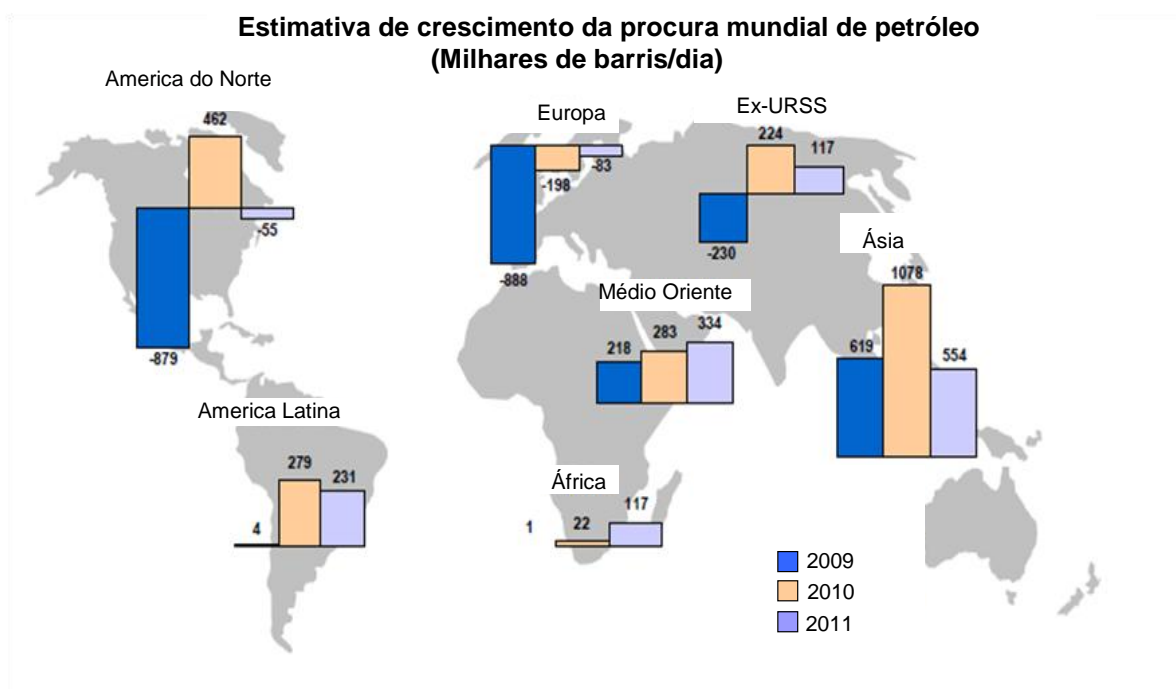 Estimativa de crescimento da procura mundial de petróleo
(Milhares de barris/dia)
America do Norte
462
-55
-879
Europa
-83
-198
-888
Ex-URSS
224
117
-230
Ásia
1078
619
554
Médio Oriente
334
283
218
America Latina
279
231
4
África
117
22
1
2009
2010
2011